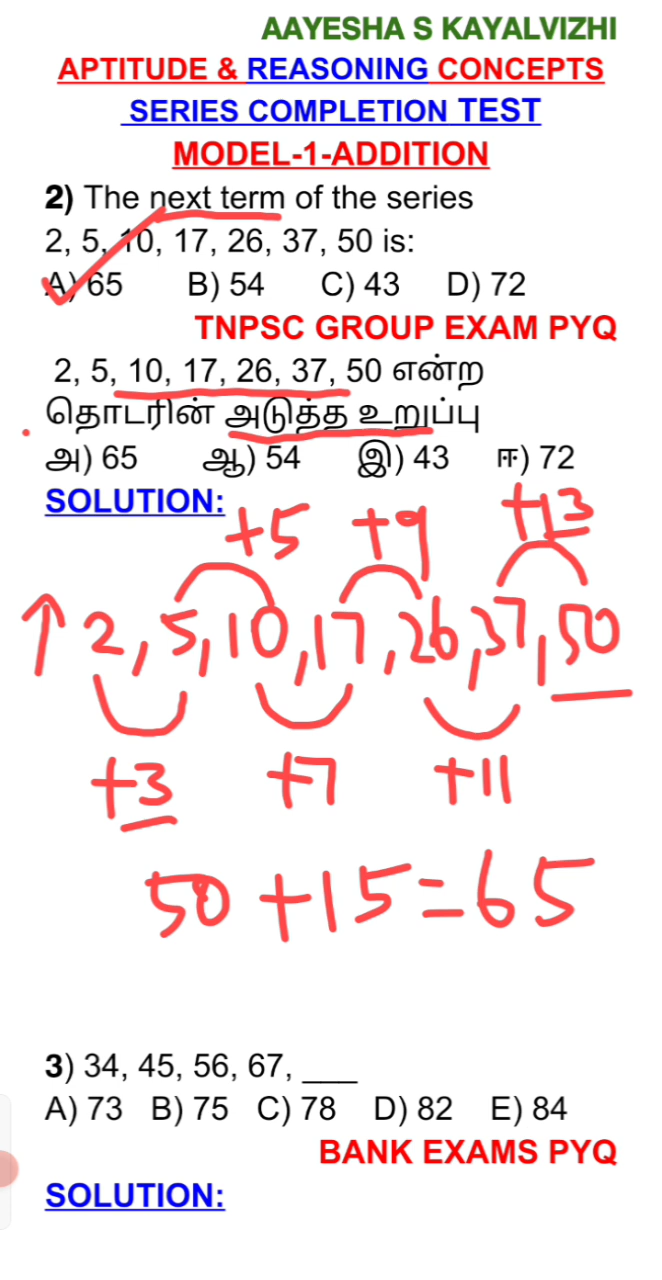 AAYESHA S KAYALVIZHI
APTITUDE & REASONING CONCEPTS
SERIES COMPLETION TEST
MODEL-1-ADDITION
2) The next term of the series
2, 5, 10, 17, 26, 37, 50 is:
A) 65 B) 54 C) 43 D) 72
TNPSC GROUP EXAM PYQ
2, 5, 10, 17, 26, 37, 50 என்ற
தொடரின் அடுத்த உறுப்பு
அ) 65 ஆ) 54 இ) 43 ஈ) 72
SOLUTION:
+5 +9 +13
↑ 2, 5, 10, 17, 26, 37, 50
+3 +7 +11
50 + 15 = 65
3) 34, 45, 56, 67, ___
A) 73 B) 75 C) 78 D) 82 E) 84
BANK EXAMS PYQ
SOLUTION: